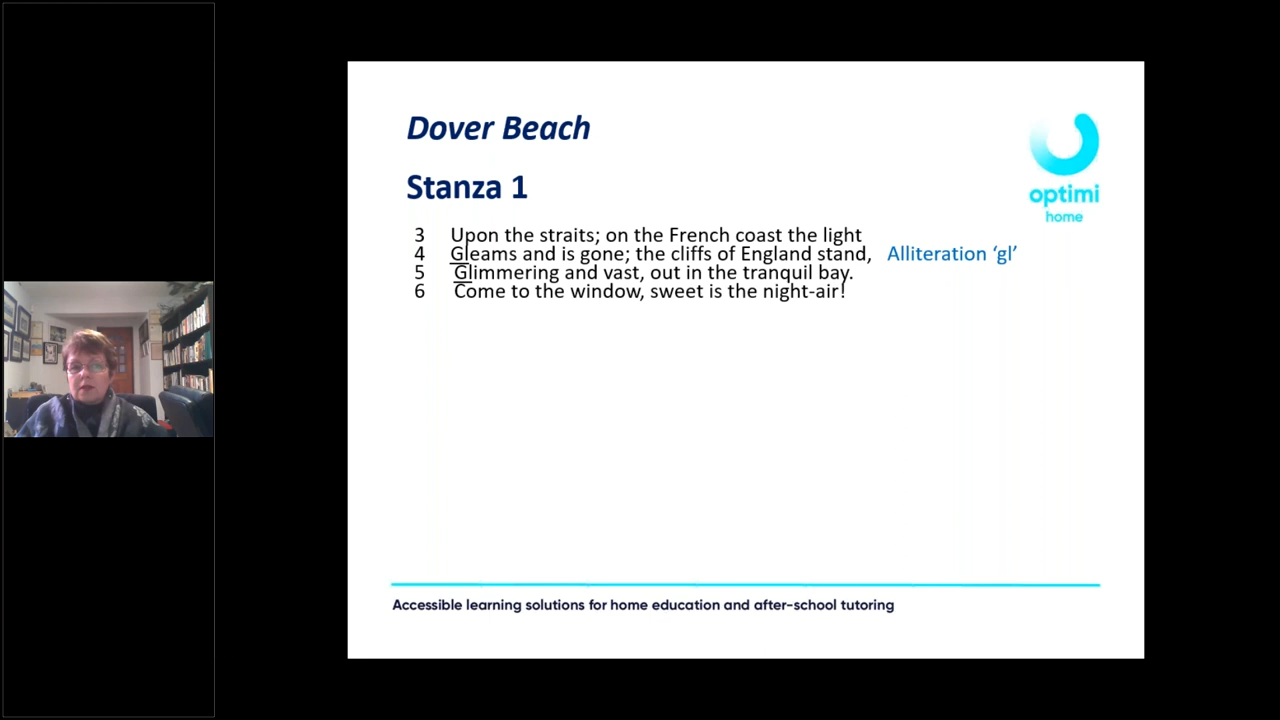 Dover Beach
Stanza 1
optimi
home
3 Upon the straits; on the French coast the light
4 Gleams and is gone; the cliffs of England stand, Alliteration ‘gl’
5 Glimmering and vast, out in the tranquil bay.
6 Come to the window, sweet is the night-air!
Accessible learning solutions for home education and after-school tutoring